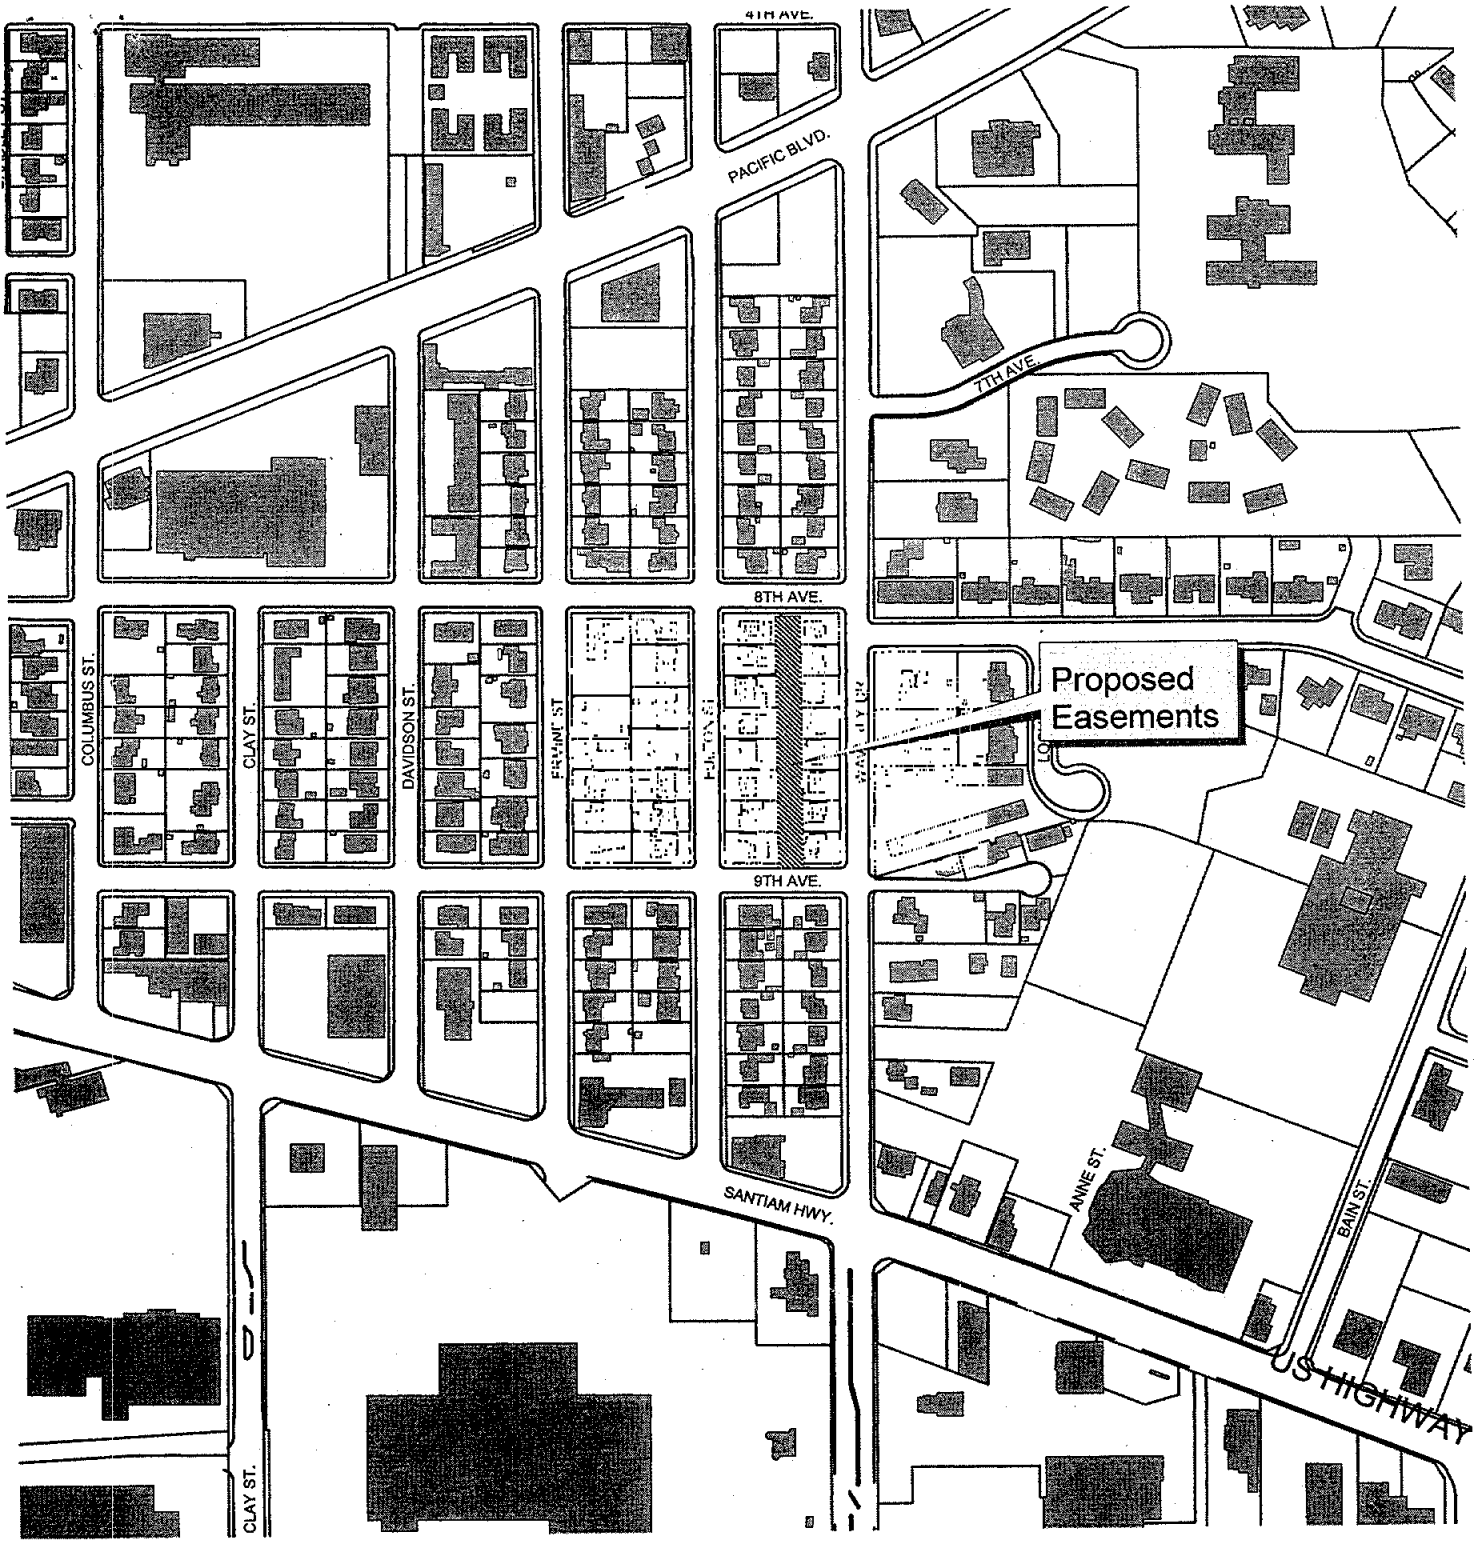 4TH AVE.
PACIFIC BLVD.
7TH AVE.
8TH AVE.
COLUMBUS ST.
CLAY ST.
DAVIDSON ST.
Proposed
Easements
9TH AVE.
SANTIAM HWY.
ANNE ST.
BAIN ST.
US HIGHWAY
CLAY ST.